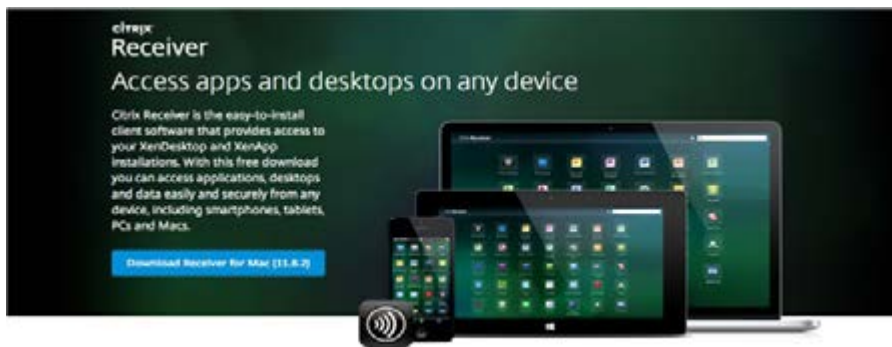 citrix
Receiver
Access apps and desktops on any device
Citrix Receiver is the easy-to-install
client software that provides access to
your XenDesktop and XenApp
installations. With this free download
you can access applications, desktops
and data easily and securely from any
device, including smartphones, tablets,
PCs and Macs.
Download Receiver for Mac (11.8.2)